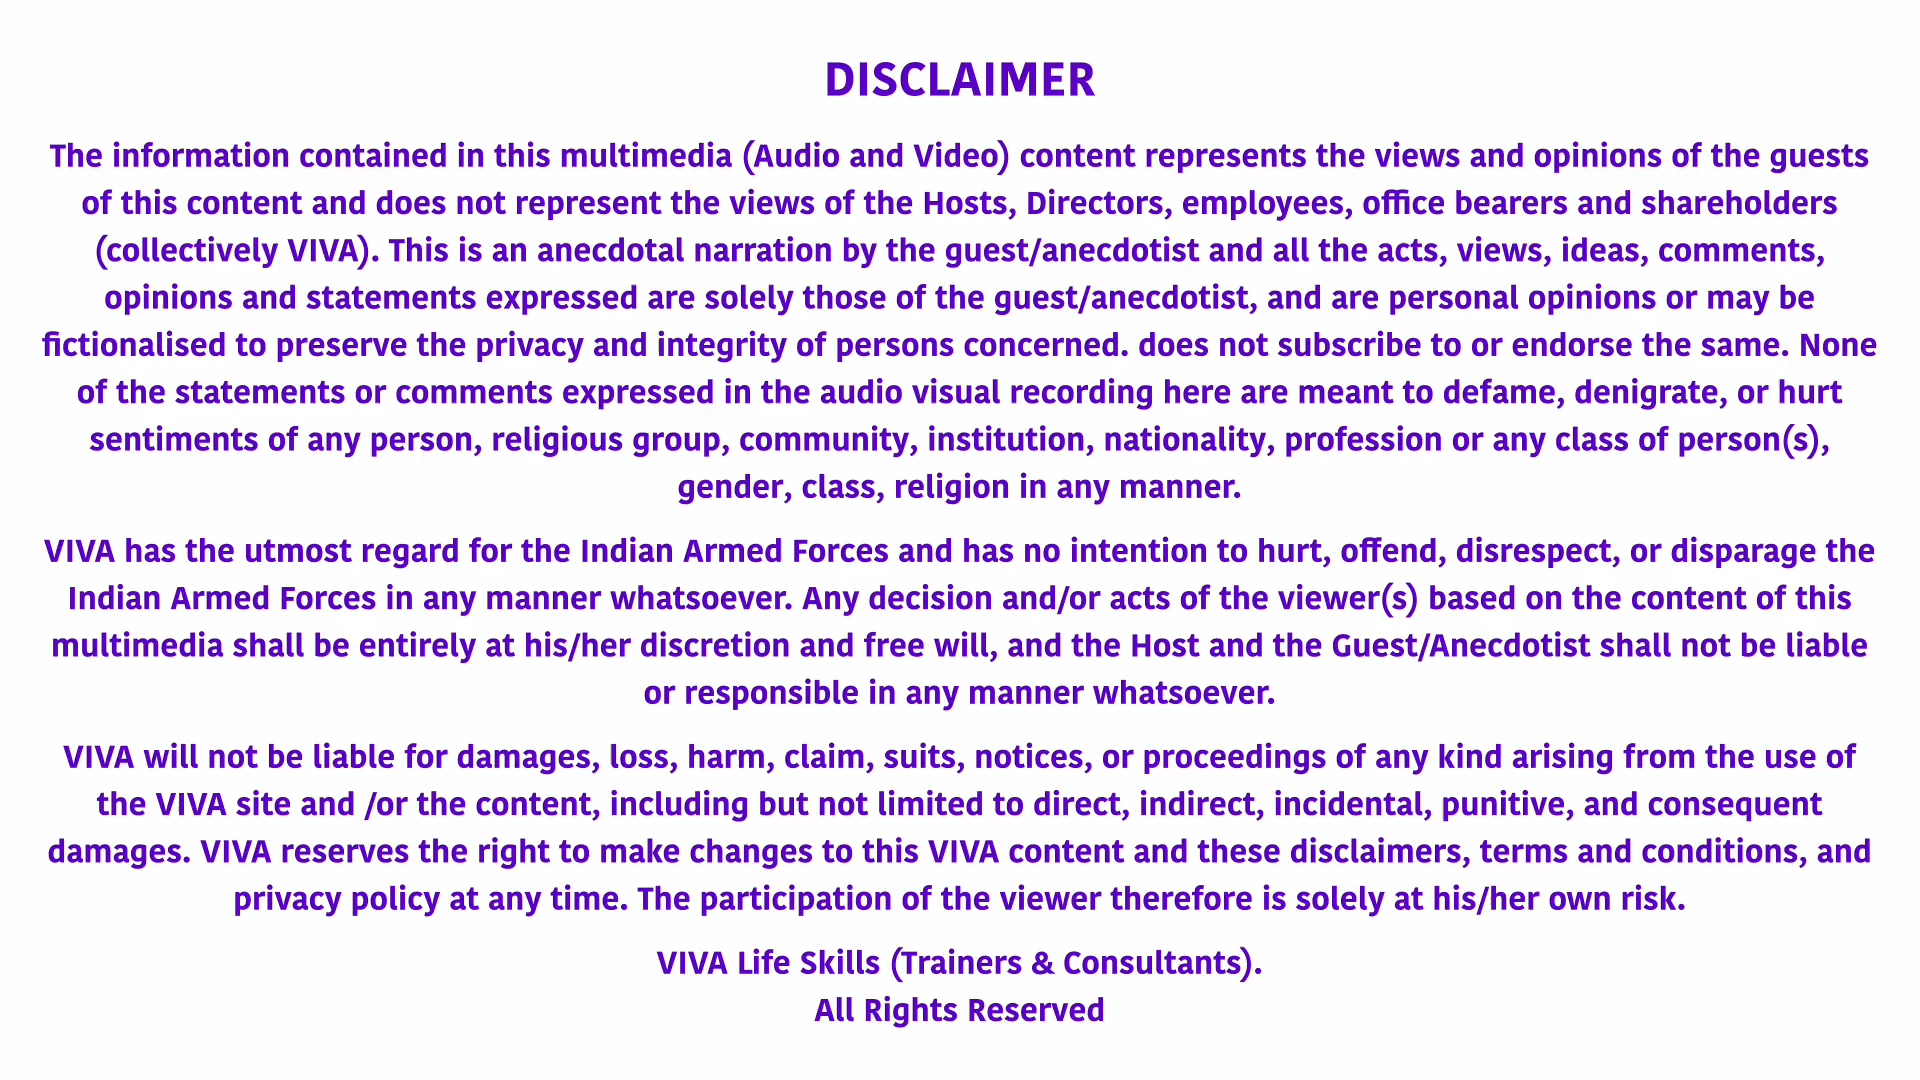 DISCLAIMER
The information contained in this multimedia (Audio and Video) content represents the views and opinions of the guests
of this content and does not represent the views of the Hosts, Directors, employees, office bearers and shareholders
(collectively VIVA). This is an anecdotal narration by the guest/anecdotist and all the acts, views, ideas, comments,
opinions and statements expressed are solely those of the guest/anecdotist, and are personal opinions or may be
fictionalised to preserve the privacy and integrity of persons concerned. does not subscribe to or endorse the same. None
of the statements or comments expressed in the audio visual recording here are meant to defame, denigrate, or hurt
sentiments of any person, religious group, community, institution, nationality, profession or any class of person(s),
gender, class, religion in any manner.
VIVA has the utmost regard for the Indian Armed Forces and has no intention to hurt, offend, disrespect, or disparage the
Indian Armed Forces in any manner whatsoever. Any decision and/or acts of the viewer(s) based on the content of this
multimedia shall be entirely at his/her discretion and free will, and the Host and the Guest/Anecdotist shall not be liable
or responsible in any manner whatsoever.
VIVA will not be liable for damages, loss, harm, claim, suits, notices, or proceedings of any kind arising from the use of
the VIVA site and /or the content, including but not limited to direct, indirect, incidental, punitive, and consequent
damages. VIVA reserves the right to make changes to this VIVA content and these disclaimers, terms and conditions, and
privacy policy at any time. The participation of the viewer therefore is solely at his/her own risk.
VIVA Life Skills (Trainers & Consultants).
All Rights Reserved